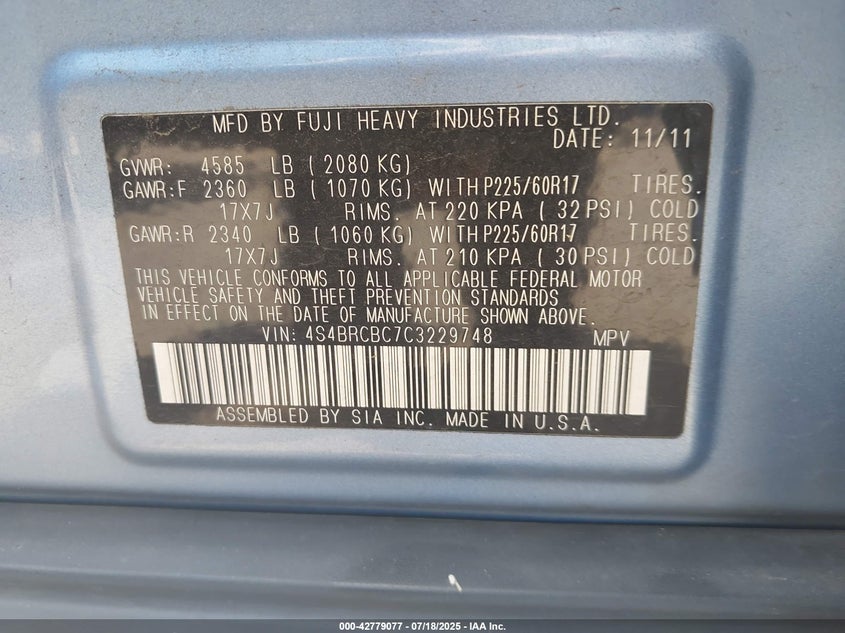 MFD BY FUJI HEAVY INDUSTRIES LTD.
DATE: 11/11
GVWR: 4585 LB ( 2080 KG)
GAWR:F 2360 LB ( 1070 KG) WITH P225/60R17 TIRES.
17X7J RIMS. AT 220 KPA ( 32 PSI) COLD
GAWR:R 2340 LB ( 1060 KG) WITH P225/60R17 TIRES.
17X7J RIMS. AT 210 KPA ( 30 PSI) COLD
THIS VEHICLE CONFORMS TO ALL APPLICABLE FEDERAL MOTOR
VEHICLE SAFETY AND THEFT PREVENTION STANDARDS
IN EFFECT ON THE DATE OF MANUFACTURE SHOWN ABOVE.
VIN: 4S4BRCBC7C3229748 MPV
ASSEMBLED BY SIA INC. MADE IN U.S.A.
000-42779077 - 07/18/2025 - IAA Inc.